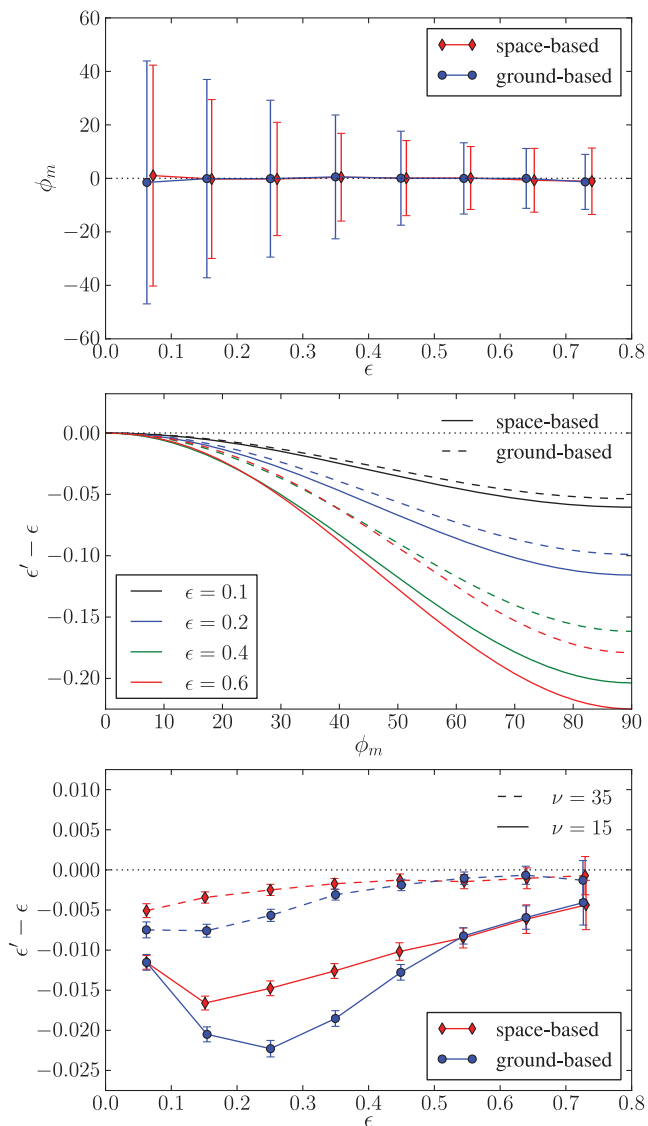 60
40
20
0
−20
−40
−60
ϕm
space-based
ground-based
0.0 0.1 0.2 0.3 0.4 0.5 0.6 0.7 0.8
ϵ
0.00
−0.05
−0.10
−0.15
−0.20
ϵ′ − ϵ
space-based
ground-based
ϵ = 0.1
ϵ = 0.2
ϵ = 0.4
ϵ = 0.6
0 10 20 30 40 50 60 70 80 90
ϕm
0.010
0.005
0.000
−0.005
−0.010
−0.015
−0.020
−0.025
ϵ′ − ϵ
ν = 35
ν = 15
space-based
ground-based
0.0 0.1 0.2 0.3 0.4 0.5 0.6 0.7 0.8
ϵ